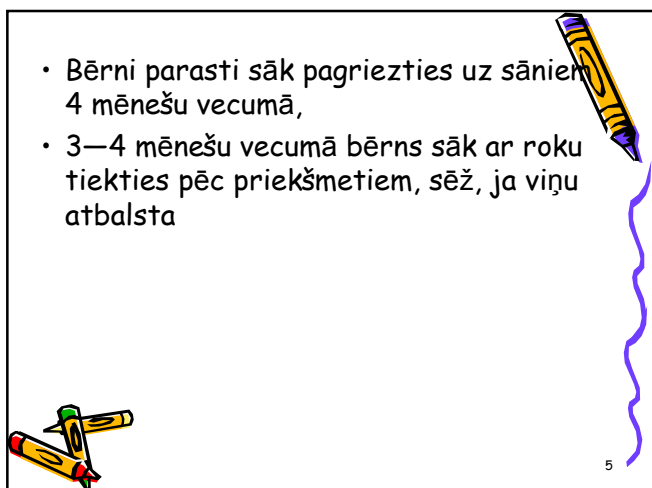 • Bērni parasti sāk pagriezties uz sāniem
4 mēnešu vecumā,
• 3—4 mēnešu vecumā bērns sāk ar roku
tiekties pēc priekšmetiem, sēž, ja viņu
atbalsta
5